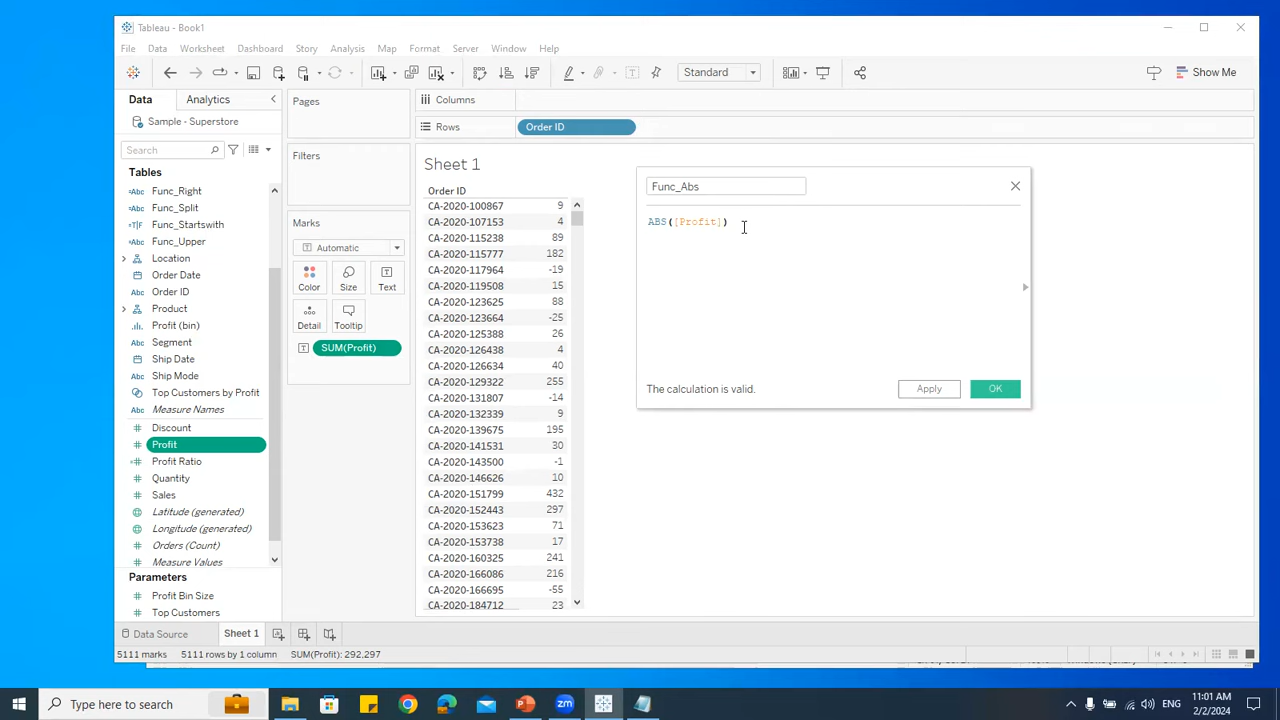 Tableau - Book1
File Data Worksheet Dashboard Story Analysis Map Format Server Window Help
Standard
Show Me
Data Analytics
Sample - Superstore
Search
Tables
Func_Right
Func_Split
Func_Startswith
Func_Upper
Location
Order Date
Order ID
Product
Profit (bin)
Segment
Ship Date
Ship Mode
Top Customers by Profit
Measure Names
Discount
Profit
Profit Ratio
Quantity
Sales
Latitude (generated)
Longitude (generated)
Orders (Count)
Measure Values
Parameters
Profit Bin Size
Top Customers
Pages
Filters
Marks
Automatic
Color Size Text
Detail Tooltip
SUM(Profit)
Columns
Rows Order ID
Sheet 1
Order ID
CA-2020-100867 9
CA-2020-107153 4
CA-2020-115238 89
CA-2020-115777 182
CA-2020-117964 -19
CA-2020-119508 15
CA-2020-123625 88
CA-2020-123664 -25
CA-2020-125388 26
CA-2020-126438 4
CA-2020-126634 40
CA-2020-129322 255
CA-2020-131807 -14
CA-2020-132339 9
CA-2020-139675 195
CA-2020-141531 30
CA-2020-143500 -1
CA-2020-146626 10
CA-2020-151799 432
CA-2020-152443 297
CA-2020-153623 71
CA-2020-153738 17
CA-2020-160325 241
CA-2020-166086 216
CA-2020-166695 -55
CA-2020-184712 23
Func_Abs
ABS([Profit])
The calculation is valid.
Apply OK
Data Source Sheet 1
5111 marks 5111 rows by 1 column SUM(Profit): 292,297
Type here to search
ENG
11:01 AM
2/2/2024